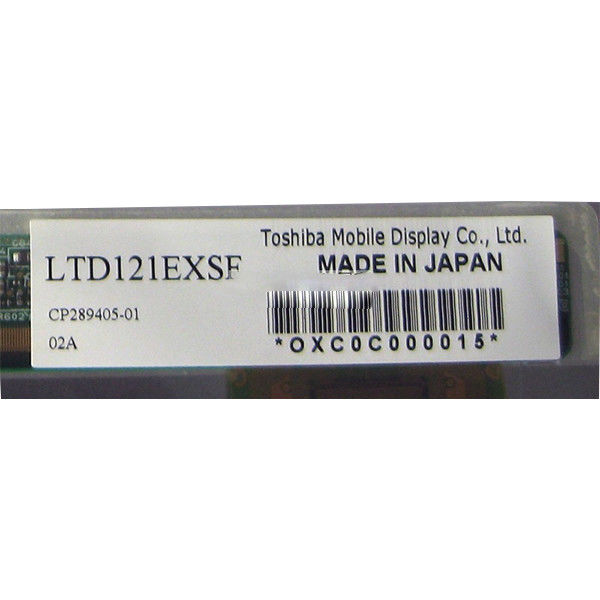 LTD121EXSF
CP289405-01
02A
Toshiba Mobile Display Co., Ltd.
MADE IN JAPAN
*OXC0C000015*